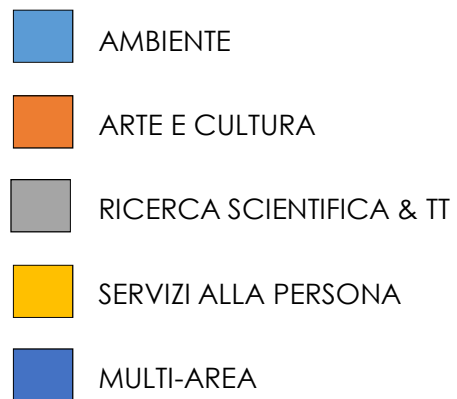 AMBIENTE
ARTE E CULTURA
RICERCA SCIENTIFICA & TT
SERVIZI ALLA PERSONA
MULTI-AREA